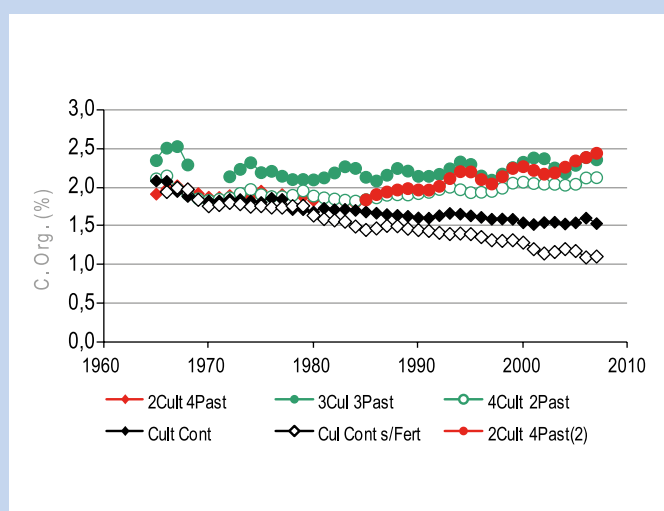 3,0
2,5
2,0
1,5
1,0
0,5
0,0
C. Org. (%)
1960 1970 1980 1990 2000 2010
2Cult 4Past 3Cul 3Past 4Cult 2Past
Cult Cont Cul Cont s/Fert 2Cult 4Past(2)